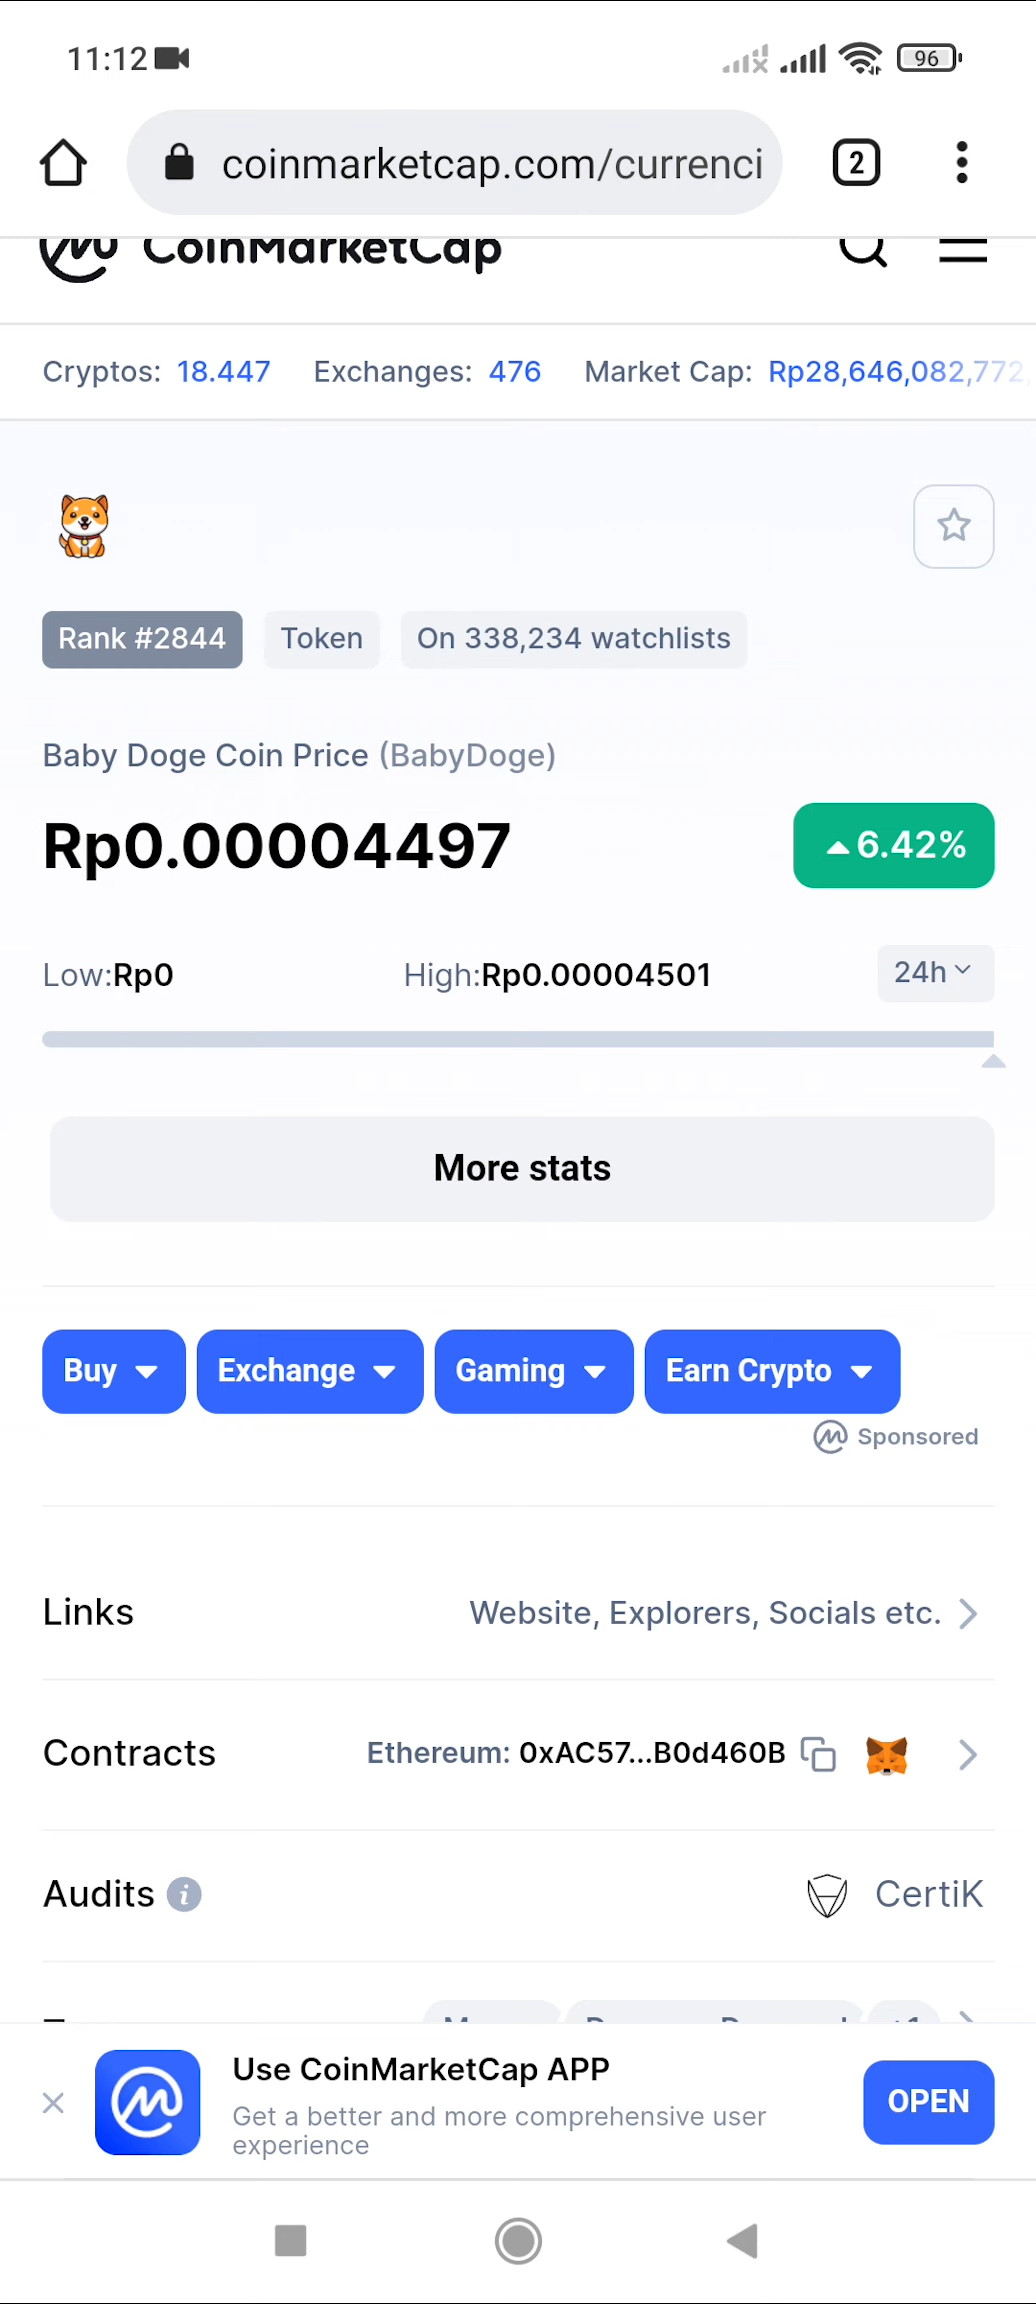 11:12
96
coinmarketcap.com/currenci
2
CoinMarketCap
Cryptos: 18.447 Exchanges: 476 Market Cap: Rp28,646,082,772,
Rank #2844 Token On 338,234 watchlists
Baby Doge Coin Price (BabyDoge)
Rp0.00004497
6.42%
Low:Rp0 High:Rp0.00004501 24h
More stats
Buy Exchange Gaming Earn Crypto
Sponsored
Links Website, Explorers, Socials etc.
Contracts Ethereum: 0xAC57...B0d460B
Audits CertiK
Use CoinMarketCap APP
Get a better and more comprehensive user
experience
OPEN